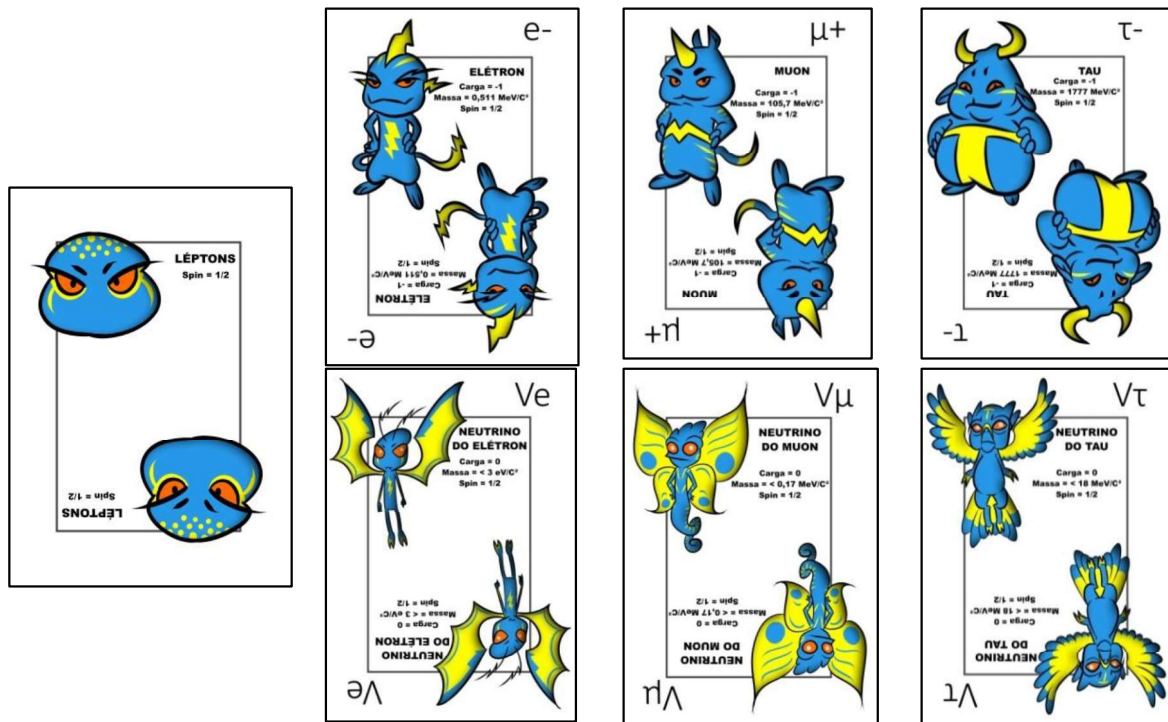 LÉPTONS
Spin = 1/2
LÉPTONS
Spin = 1/2
e-
ELÉTRON
Carga = -1
Massa = 0,511 MeV/C²
Spin = 1/2
e-
ELÉTRON
Carga = -1
Massa = 0,511 MeV/C²
Spin = 1/2
μ+
MUON
Carga = -1
Massa = 105,7 MeV/C²
Spin = 1/2
μ+
MUON
Carga = -1
Massa = 105,7 MeV/C²
Spin = 1/2
τ-
TAU
Carga = -1
Massa = 1777 MeV/C²
Spin = 1/2
τ-
TAU
Carga = -1
Massa = 1777 MeV/C²
Spin = 1/2
Ve
NEUTRINO
DO ELÉTRON
Carga = 0
Massa = < 3 eV/C²
Spin = 1/2
Ve
NEUTRINO
DO ELÉTRON
Carga = 0
Massa = < 3 eV/C²
Spin = 1/2
Vμ
NEUTRINO
DO MUON
Carga = 0
Massa = < 0,17 MeV/C²
Spin = 1/2
Vμ
NEUTRINO
DO MUON
Carga = 0
Massa = < 0,17 MeV/C²
Spin = 1/2
Vτ
NEUTRINO
DO TAU
Carga = 0
Massa = < 18 MeV/C²
Spin = 1/2
Vτ
NEUTRINO
DO TAU
Carga = 0
Massa = < 18 MeV/C²
Spin = 1/2